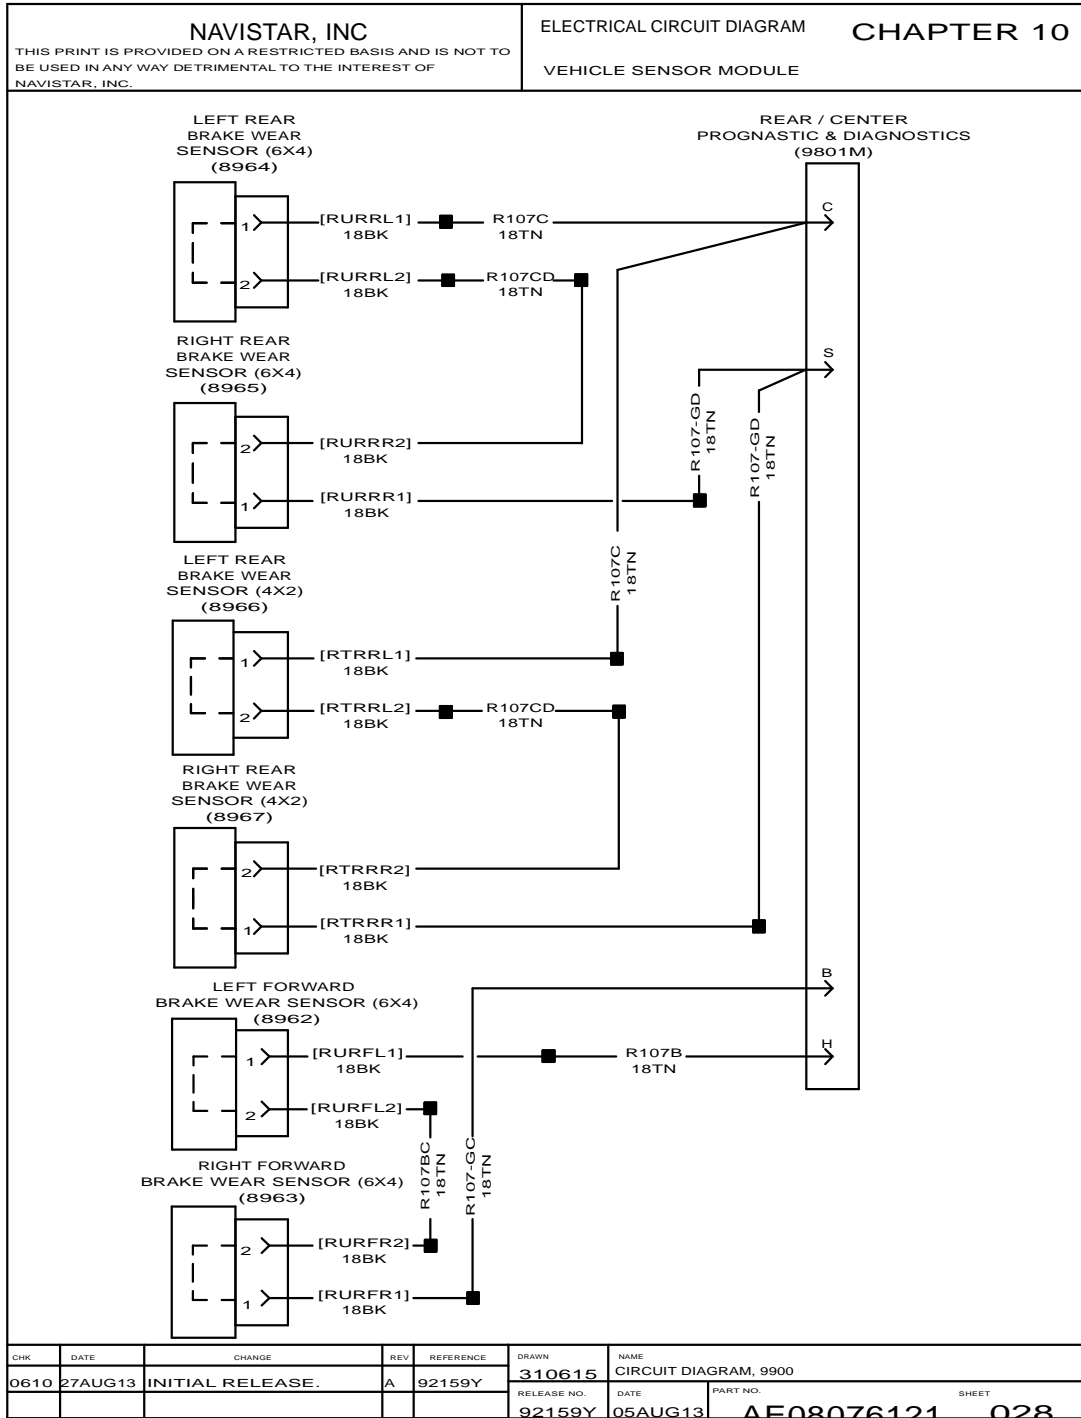 NAVISTAR, INC
THIS PRINT IS PROVIDED ON A RESTRICTED BASIS AND IS NOT TO
BE USED IN ANY WAY DETRIMENTAL TO THE INTEREST OF
NAVISTAR, INC.
ELECTRICAL CIRCUIT DIAGRAM
CHAPTER 10
VEHICLE SENSOR MODULE
LEFT REAR
BRAKE WEAR
SENSOR (6X4)
(8964)
REAR / CENTER
PROGNASTIC & DIAGNOSTICS
(9801M)
1
[RURRL1]
18BK
R107C
18TN
C
2
[RURRL2]
18BK
R107CD
18TN
RIGHT REAR
BRAKE WEAR
SENSOR (6X4)
(8965)
S
2
[RURRR2]
18BK
R107-GD
18TN
R107-GD
18TN
1
[RURRR1]
18BK
LEFT REAR
BRAKE WEAR
SENSOR (4X2)
(8966)
R107C
18TN
1
[RTRRL1]
18BK
2
[RTRRL2]
18BK
R107CD
18TN
RIGHT REAR
BRAKE WEAR
SENSOR (4X2)
(8967)
2
[RTRRR2]
18BK
1
[RTRRR1]
18BK
B
LEFT FORWARD
BRAKE WEAR SENSOR (6X4)
(8962)
1
[RURFL1]
18BK
R107B
18TN
H
2
[RURFL2]
18BK
R107BC
18TN
R107-GC
18TN
RIGHT FORWARD
BRAKE WEAR SENSOR (6X4)
(8963)
2
[RURFR2]
18BK
1
[RURFR1]
18BK
CHK DATE CHANGE REV REFERENCE
0610 27AUG13 INITIAL RELEASE. A 92159Y
DRAWN
310615
NAME
CIRCUIT DIAGRAM, 9900
RELEASE NO.
92159Y
DATE
05AUG13
PART NO.
AE08076121
SHEET
028